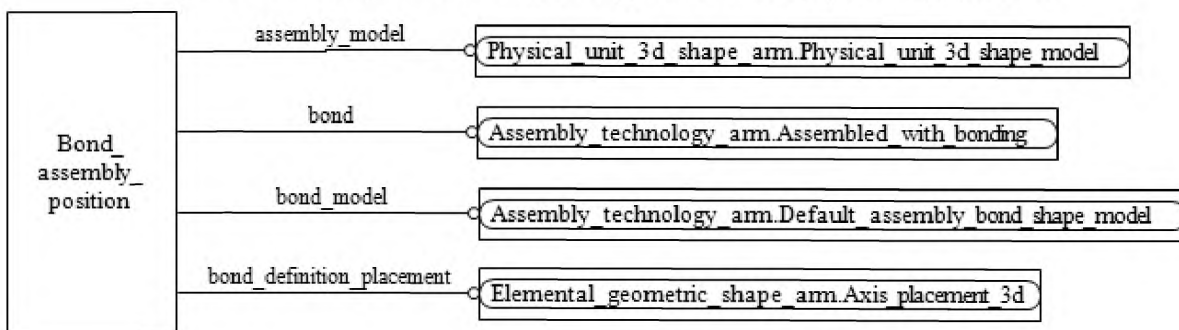 Bond_
assembly_
position
assembly_model
Physical_unit_3d_shape_arm.Physical_unit_3d_shape_model
bond
Assembly_technology_arm.Assembled_with_bonding
bond_model
Assembly_technology_arm.Default_assembly_bond_shape_model
bond_definition_placement
Elemental_geometric_shape_arm.Axis_placement_3d